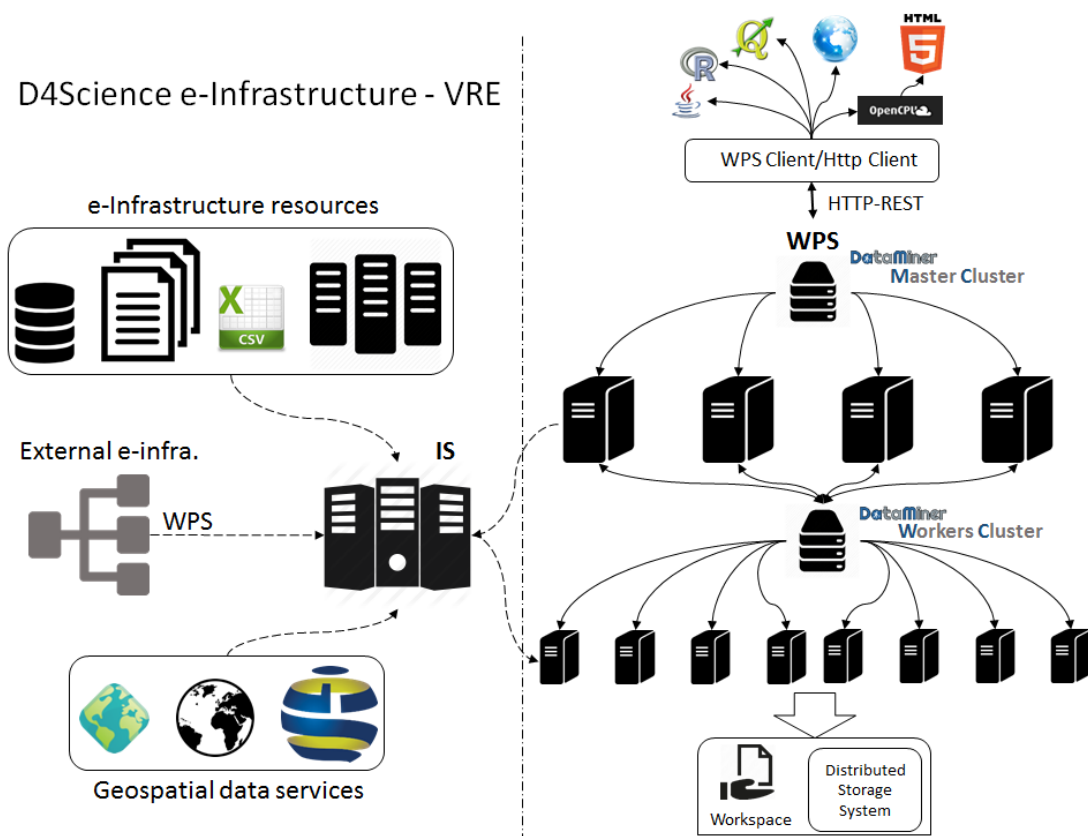 D4Science e-Infrastructure - VRE
e-Infrastructure resources
X
CSV
External e-infra.
WPS
IS
Geospatial data services
HTML
5
Q
R
Java
OpenCPU
WPS Client/Http Client
HTTP-REST
WPS
DataMiner
Master Cluster
DataMiner
Workers Cluster
Workspace
Distributed
Storage
System